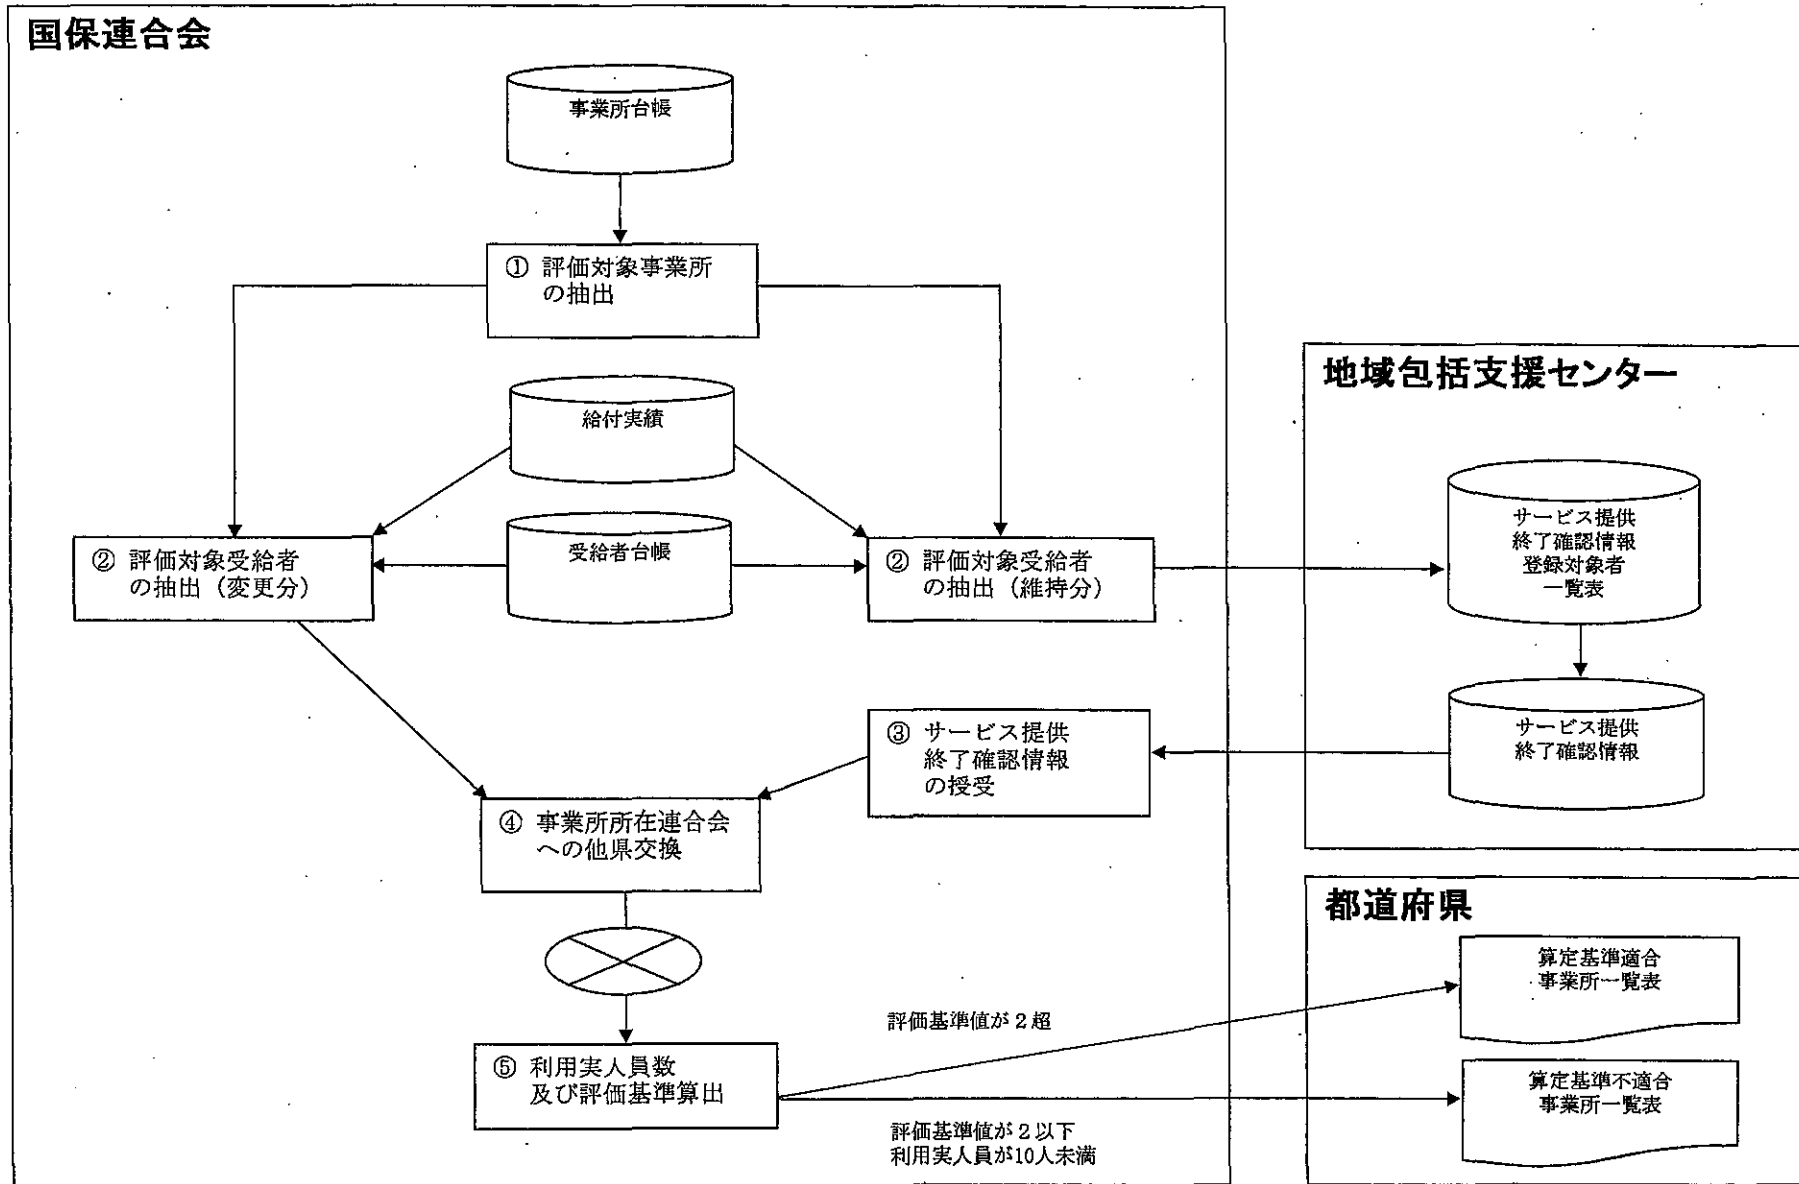 国保連合会
事業所台帳
① 評価対象事業所
の抽出
給付実績
受給者台帳
② 評価対象受給者
の抽出（変更分）
② 評価対象受給者
の抽出（維持分）
③ サービス提供
終了確認情報
の授受
④ 事業所所在連合会
への他県交換
⑤ 利用実人員数
及び評価基準算出
評価基準値が２超
評価基準値が２以下
利用実人員が10人未満
地域包括支援センター
サービス提供
終了確認情報
登録対象者
一覧表
サービス提供
終了確認情報
都道府県
算定基準適合
事業所一覧表
算定基準不適合
事業所一覧表